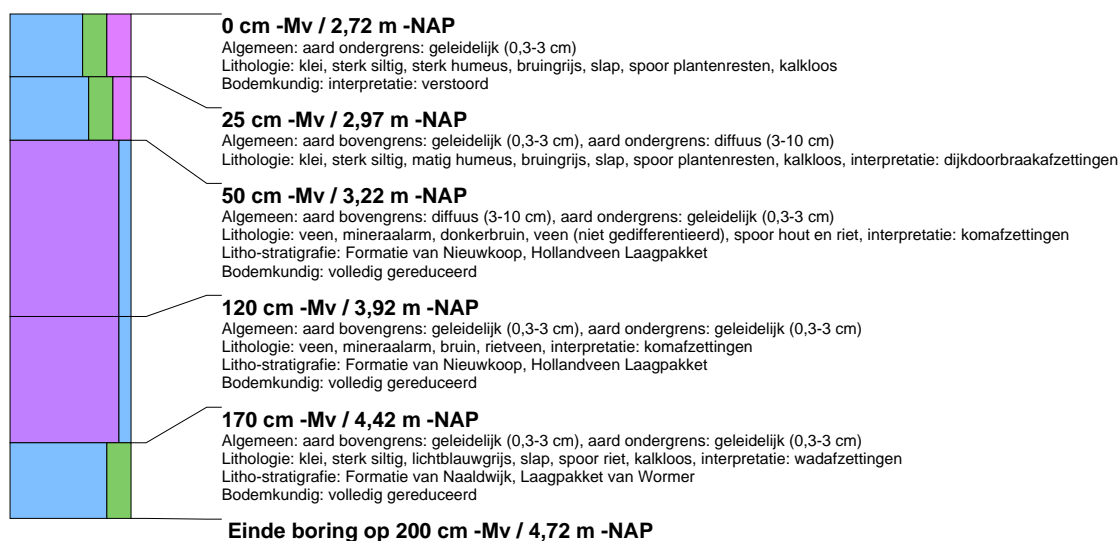 0 cm -Mv / 2,72 m -NAP
Algemeen: aard ondergrens: geleidelijk (0,3-3 cm)
Lithologie: klei, sterk siltig, sterk humeus, bruingrijs, slap, spoor plantenresten, kalkloos
Bodemkundig: interpretatie: verstoord
25 cm -Mv / 2,97 m -NAP
Algemeen: aard bovengrens: geleidelijk (0,3-3 cm), aard ondergrens: diffuus (3-10 cm)
Lithologie: klei, sterk siltig, matig humeus, bruingrijs, slap, spoor plantenresten, kalkloos, interpretatie: dijkdoorbraakafzettingen
50 cm -Mv / 3,22 m -NAP
Algemeen: aard bovengrens: diffuus (3-10 cm), aard ondergrens: geleidelijk (0,3-3 cm)
Lithologie: veen, mineraalarm, donkerbruin, veen (niet gedifferentieerd), spoor hout en riet, interpretatie: komafzettingen
Litho-stratigrafie: Formatie van Nieuwkoop, Hollandveen Laagpakket
Bodemkundig: volledig gereduceerd
120 cm -Mv / 3,92 m -NAP
Algemeen: aard bovengrens: geleidelijk (0,3-3 cm), aard ondergrens: geleidelijk (0,3-3 cm)
Lithologie: veen, mineraalarm, bruin, rietveen, interpretatie: komafzettingen
Litho-stratigrafie: Formatie van Nieuwkoop, Hollandveen Laagpakket
Bodemkundig: volledig gereduceerd
170 cm -Mv / 4,42 m -NAP
Algemeen: aard bovengrens: geleidelijk (0,3-3 cm), aard ondergrens: geleidelijk (0,3-3 cm)
Lithologie: klei, sterk siltig, lichtblauwgrijs, slap, spoor riet, kalkloos, interpretatie: wadafzettingen
Litho-stratigrafie: Formatie van Naaldwijk, Laagpakket van Wormer
Bodemkundig: volledig gereduceerd
Einde boring op 200 cm -Mv / 4,72 m -NAP